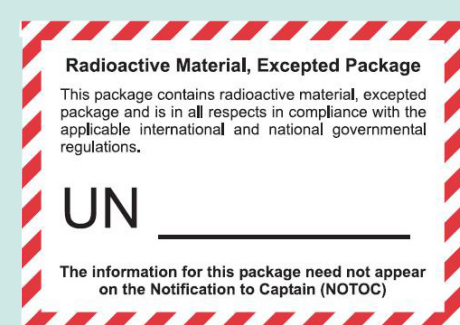 Radioactive Material, Excepted Package
This package contains radioactive material, excepted
package and is in all respects in compliance with the
applicable international and national governmental
regulations.
UN
The information for this package need not appear
on the Notification to Captain (NOTOC)